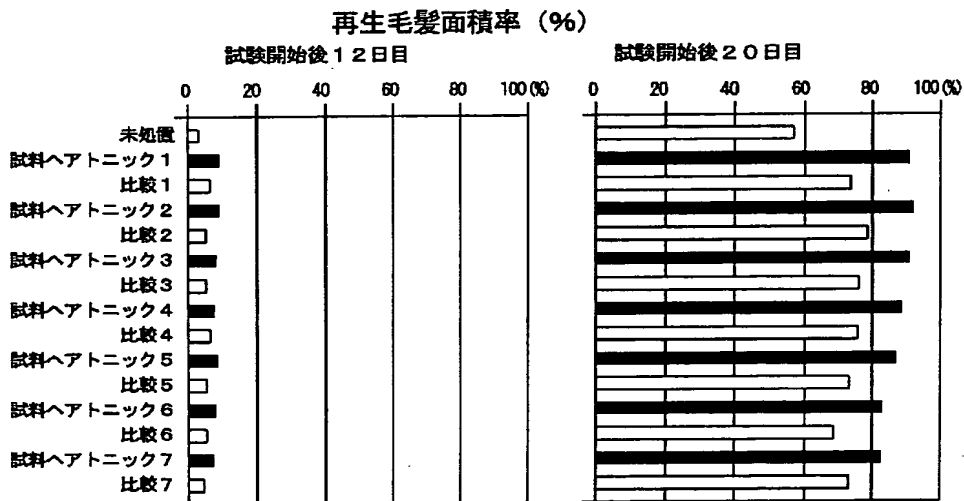 再生毛髪面積率（%）
試験開始後12日目
試験開始後20日目
0 20 40 60 80 100(%)
0 20 40 60 80 100(%)
未処置
試料ヘアトニック1
比較1
試料ヘアトニック2
比較2
試料ヘアトニック3
比較3
試料ヘアトニック4
比較4
試料ヘアトニック5
比較5
試料ヘアトニック6
比較6
試料ヘアトニック7
比較7